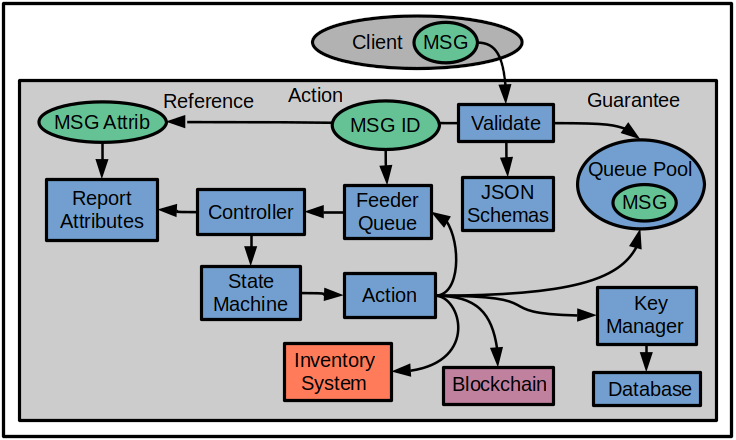 Client
MSG
Reference
Action
Guarantee
MSG Attrib
MSG ID
Validate
Queue Pool
MSG
Report
Attributes
Controller
Feeder
Queue
JSON
Schemas
State
Machine
Action
Key
Manager
Inventory
System
Blockchain
Database